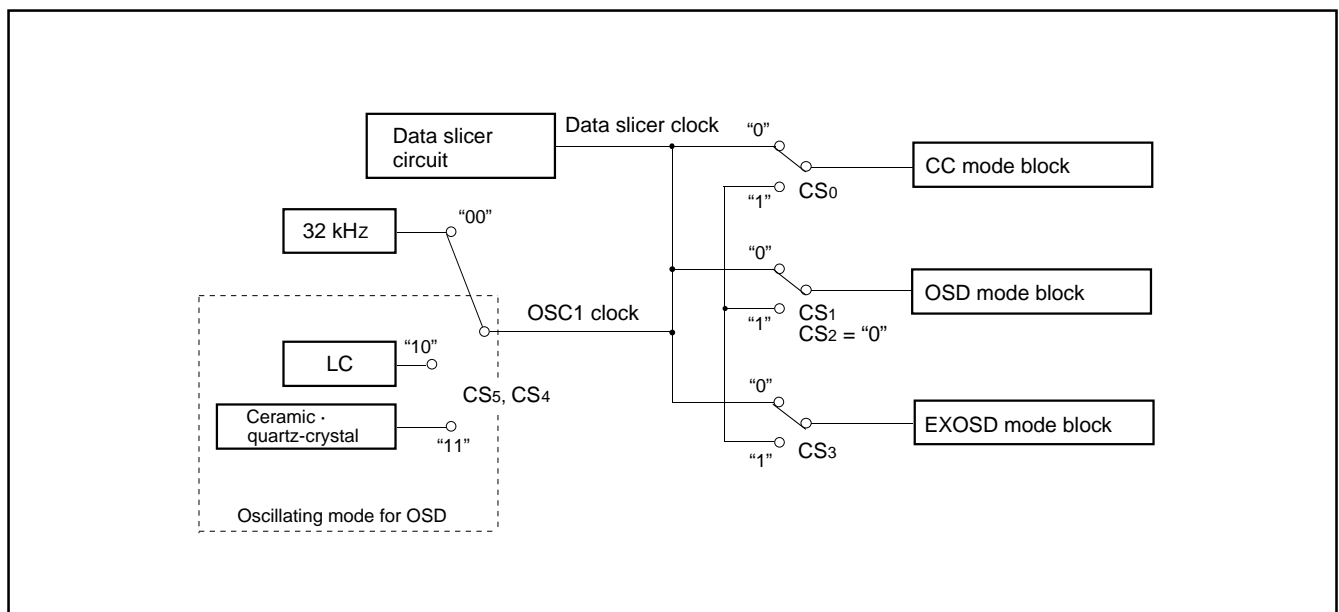 Data slicer
circuit
Data slicer clock
“0”
CC mode block
“1”
CS0
32 kHz
“00”
“0”
OSD mode block
OSC1 clock
“1”
CS1
CS2 = “0”
LC
“10”
CS5, CS4
“0”
EXOSD mode block
Ceramic ·
quartz-crystal
“11”
“1”
CS3
Oscillating mode for OSD